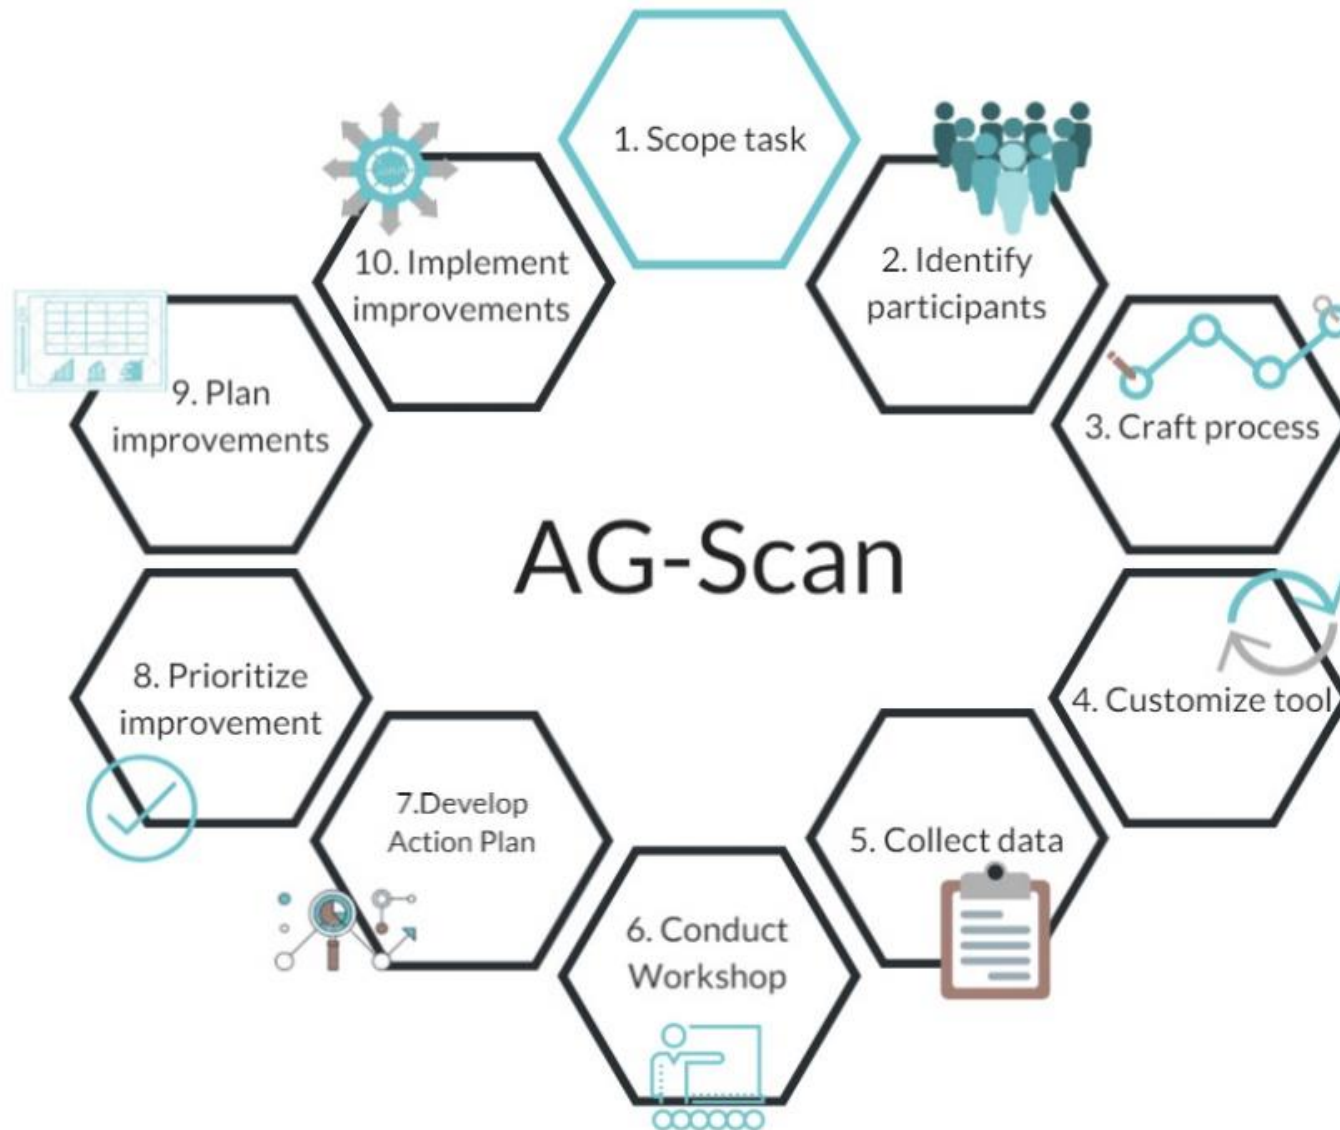 1. Scope task
2. Identify
participants
3. Craft process
4. Customize tool
5. Collect data
6. Conduct
Workshop
7.Develop
Action Plan
8. Prioritize
improvement
9. Plan
improvements
10. Implement
improvements
AG-Scan